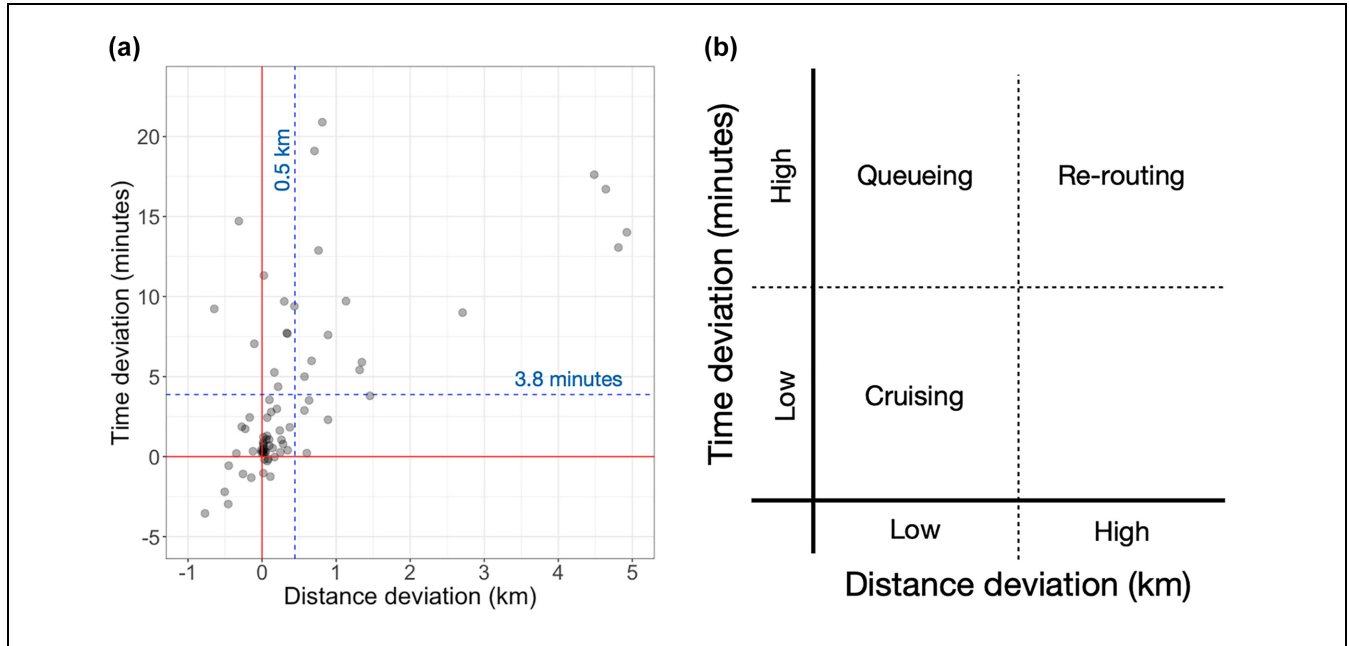 (a)
20
15
10
5
0
-5
-1
0
1
2
3
4
5
Time deviation (minutes)
Distance deviation (km)
0.5 km
3.8 minutes
(b)
Time deviation (minutes)
High
Low
Queueing
Re-routing
Cruising
Low
High
Distance deviation (km)